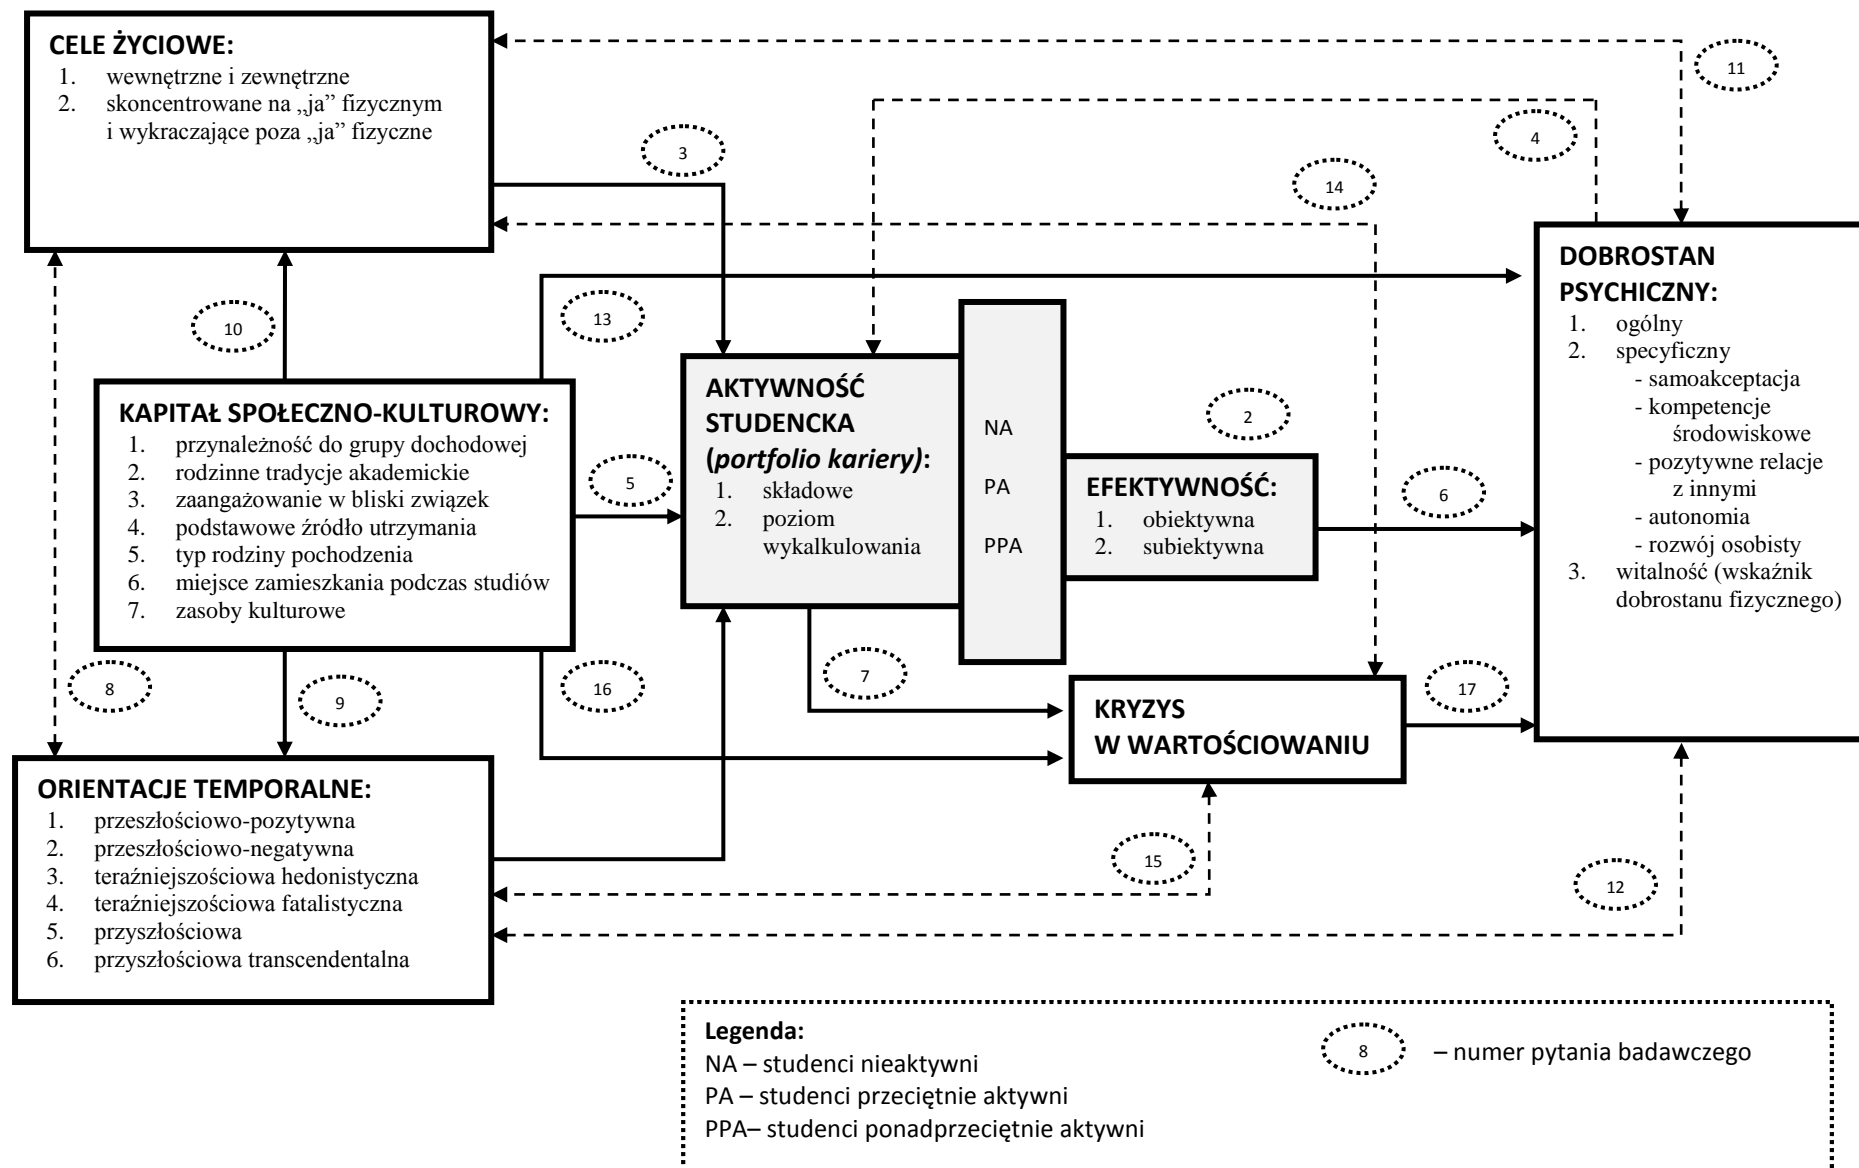 CELE ŻYCIOWE:
1. wewnętrzne i zewnętrzne
2. skoncentrowane na „ja” fizycznym
i wykraczające poza „ja” fizyczne
11
3
4
14
10
13
KAPITAŁ SPOŁECZNO-KULTUROWY:
1. przynależność do grupy dochodowej
2. rodzinne tradycje akademickie
3. zaangażowanie w bliski związek
4. podstawowe źródło utrzymania
5. typ rodziny pochodzenia
6. miejsce zamieszkania podczas studiów
7. zasoby kulturowe
5
AKTYWNOŚĆ
STUDENCKA
(portfolio kariery):
1. składowe
2. poziom
wykalkulowania
NA
PA
PPA
2
EFEKTYWNOŚĆ:
1. obiektywna
2. subiektywna
6
DOBROSTAN
PSYCHICZNY:
1. ogólny
2. specyficzny
- samoakceptacja
- kompetencje
środowiskowe
- pozytywne relacje
z innymi
- autonomia
- rozwój osobisty
3. witalność (wskaźnik
dobrostanu fizycznego)
8
9
16
7
17
KRYZYS
W WARTOŚCIOWANIU
ORIENTACJE TEMPORALNE:
1. przeszłościowo-pozytywna
2. przeszłościowo-negatywna
3. teraźniejszościowa hedonistyczna
4. teraźniejszościowa fatalistyczna
5. przyszłościowa
6. przyszłościowa transcendentalna
15
12
Legenda:
NA – studenci nieaktywni
PA – studenci przeciętnie aktywni
PPA– studenci ponadprzeciętnie aktywni
8 – numer pytania badawczego